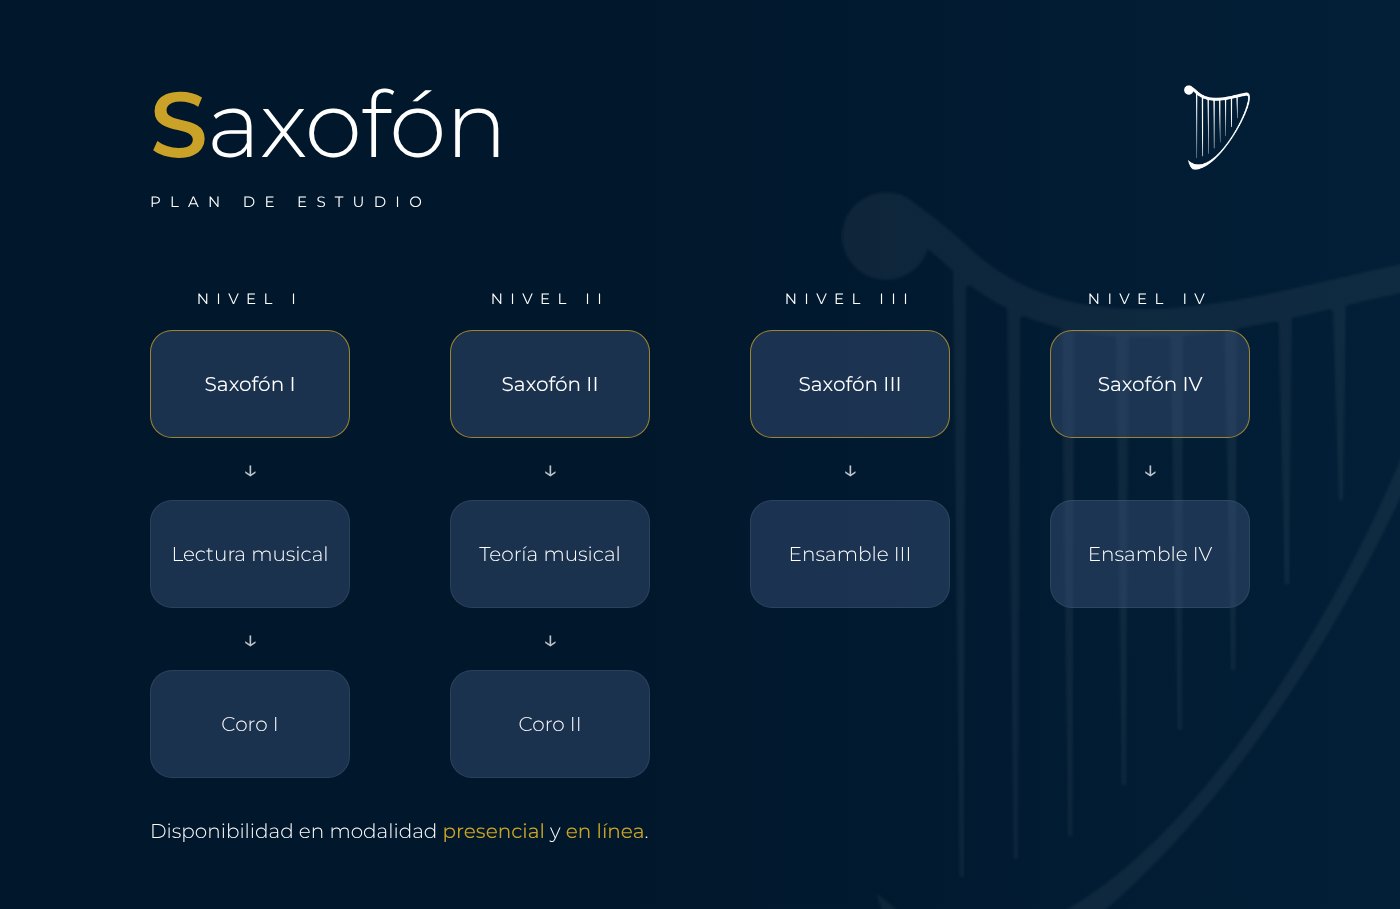 Saxofón
PLAN DE ESTUDIO
NIVEL I
NIVEL II
NIVEL III
NIVEL IV
Saxofón I
Saxofón II
Saxofón III
Saxofón IV
Lectura musical
Teoría musical
Ensamble III
Ensamble IV
Coro I
Coro II
Disponibilidad en modalidad presencial y en línea.